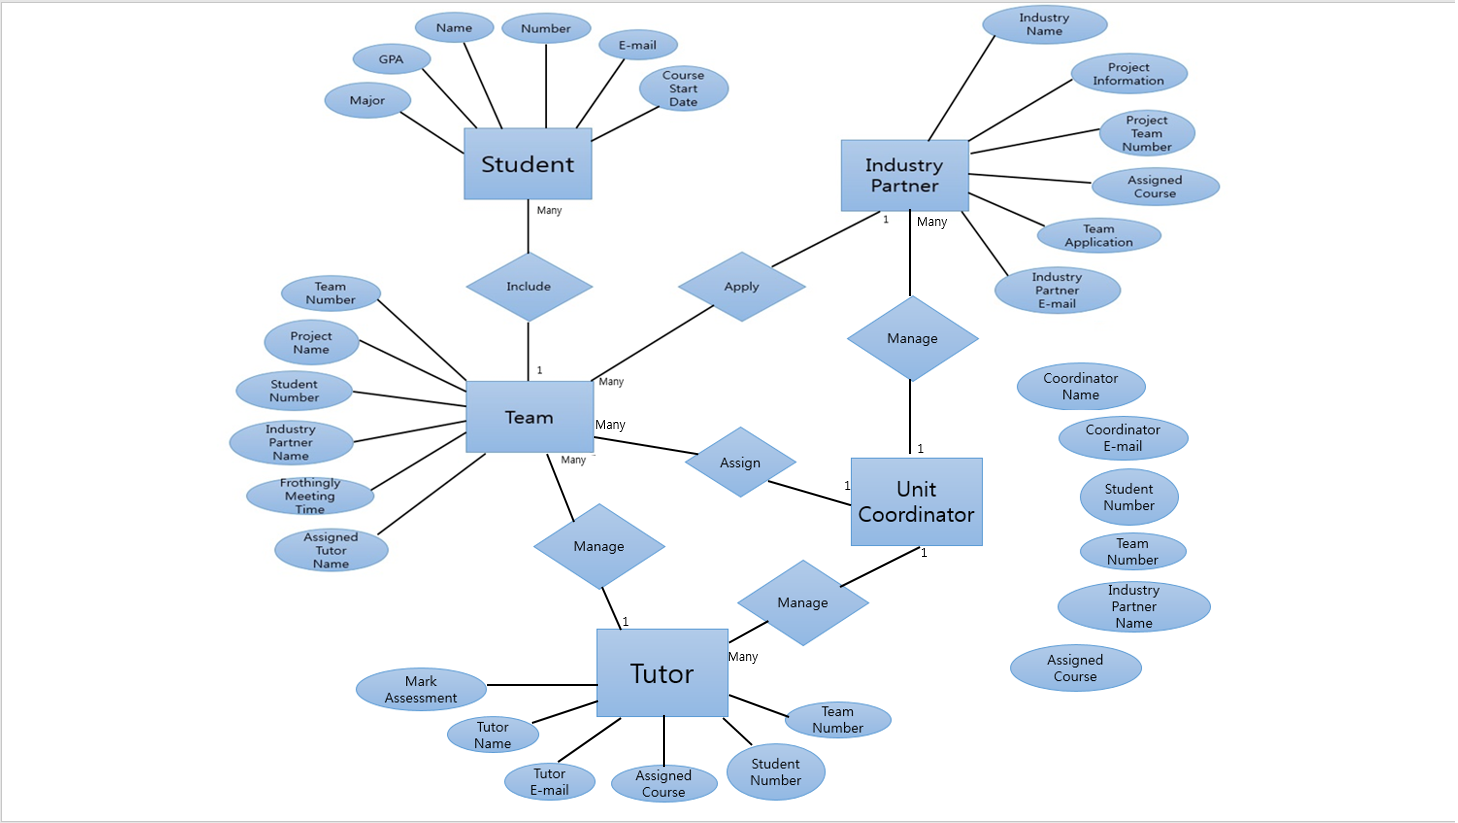 Name
Number
E-mail
GPA
Course
Start
Date
Major
Student
Many
Include
1
Industry
Name
Project
Information
Project
Team
Number
Assigned
Course
Team
Application
Industry
Partner
E-mail
Industry
Partner
1
Many
Apply
Many
Manage
1
Team
Number
Project
Name
Student
Number
Industry
Partner
Name
Frothingly
Meeting
Time
Assigned
Tutor
Name
Team
Many
Many
Assign
1
Unit
Coordinator
1
Coordinator
Name
Coordinator
E-mail
Student
Number
Team
Number
Industry
Partner
Name
Assigned
Course
Manage
1
Manage
Many
Tutor
Mark
Assessment
Tutor
Name
Tutor
E-mail
Assigned
Course
Student
Number
Team
Number